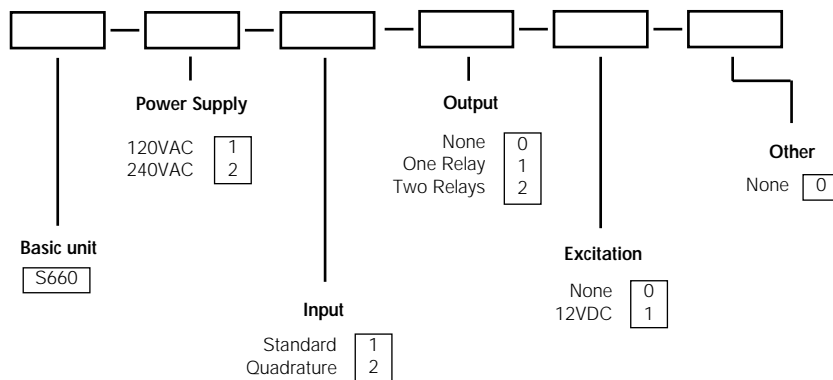 Power Supply
120VAC 1
240VAC 2
Output
None 0
One Relay 1
Two Relays 2
Other
None 0
Basic unit
S660
Excitation
None 0
12VDC 1
Input
Standard 1
Quadrature 2